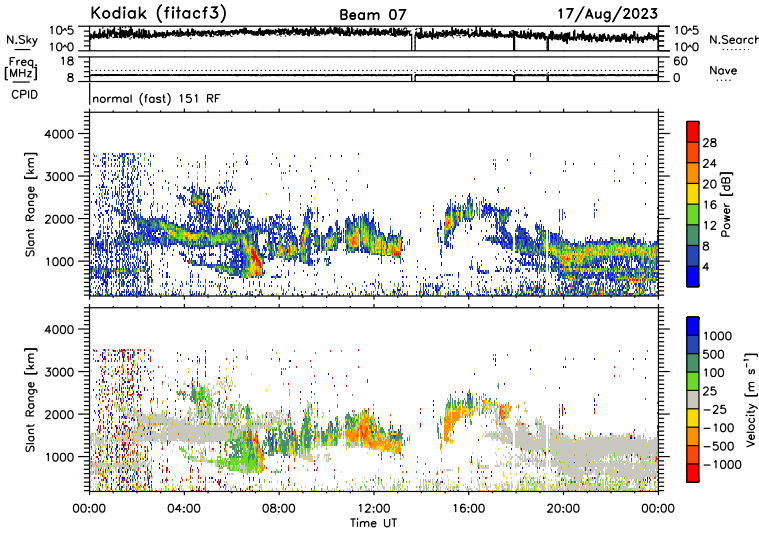 Kodiak (fitacf3) Beam 07 17/Aug/2023
N.Sky 10^5 10^0 10^5 10^0 N.Search
Freq. [MHz] 18 8 60 0 Nave
CPID normal (fast) 151 RF
Slant Range [km] 4000 3000 2000 1000
Power [dB] 28 24 20 16 12 8 4
Slant Range [km] 4000 3000 2000 1000
Velocity [m s⁻¹] 1000 500 100 25 −25 −100 −500 −1000
00:00 04:00 08:00 12:00 16:00 20:00 00:00
Time UT